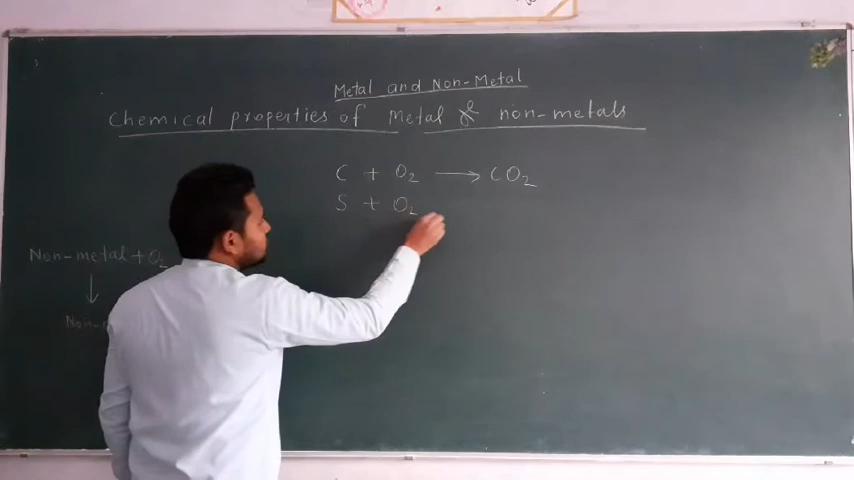 Metal and Non-Metal
Chemical properties of Metal & non-metals
C + O₂ ⟶ CO₂
S + O₂
Non-metal + O₂
↓